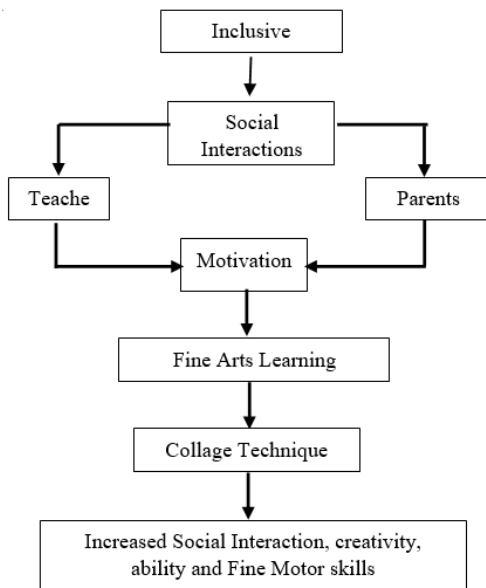 Inclusive
Social
Interactions
Teache
Parents
Motivation
Fine Arts Learning
Collage Technique
Increased Social Interaction, creativity,
ability and Fine Motor skills